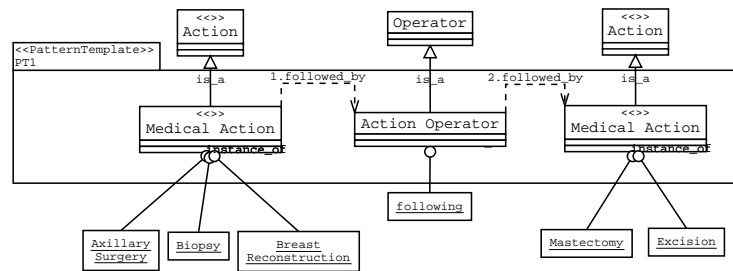 <<>>
Action
Operator
<<>>
Action
<<PatternTemplate>>
PT1
is_a
1.followed_by
is_a
2.followed_by
is_a
<<>>
Medical Action
Action Operator
<<>>
Medical Action
instance_of
instance_of
following
Axillary
Surgery
Biopsy
Breast
Reconstruction
Mastectomy
Excision